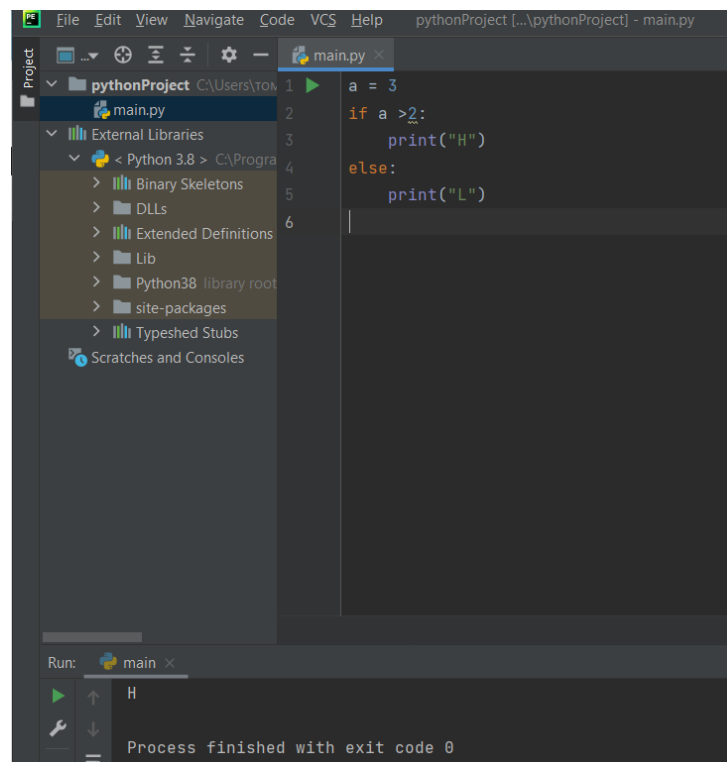 PE File Edit View Navigate Code VCS Help pythonProject [...\pythonProject] - main.py
Project
...
main.py
pythonProject C:\Users\том
main.py
External Libraries
< Python 3.8 > C:\Progra
Binary Skeletons
DLLs
Extended Definitions
Lib
Python38 library root
site-packages
Typeshed Stubs
Scratches and Consoles
1 a = 3
2 if a >2:
3 print("H")
4 else:
5 print("L")
6
Run: main
H
Process finished with exit code 0